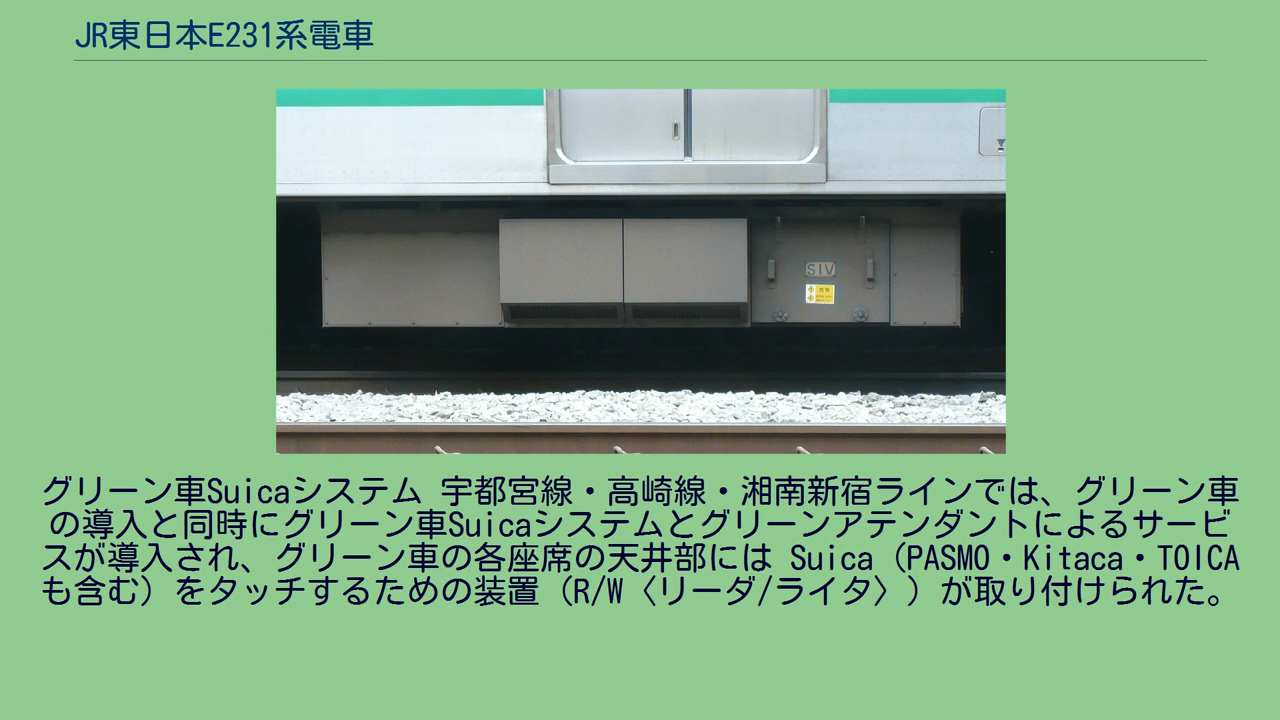 JR東日本E231系電車
SIV
グリーン車Suicaシステム 宇都宮線・高崎線・湘南新宿ラインでは、グリーン車
の導入と同時にグリーン車Suicaシステムとグリーンアテンダントによるサービ
スが導入され、グリーン車の各座席の天井部には Suica（PASMO・Kitaca・TOICA
も含む）をタッチするための装置（R/W〈リーダ/ライタ〉）が取り付けられた。